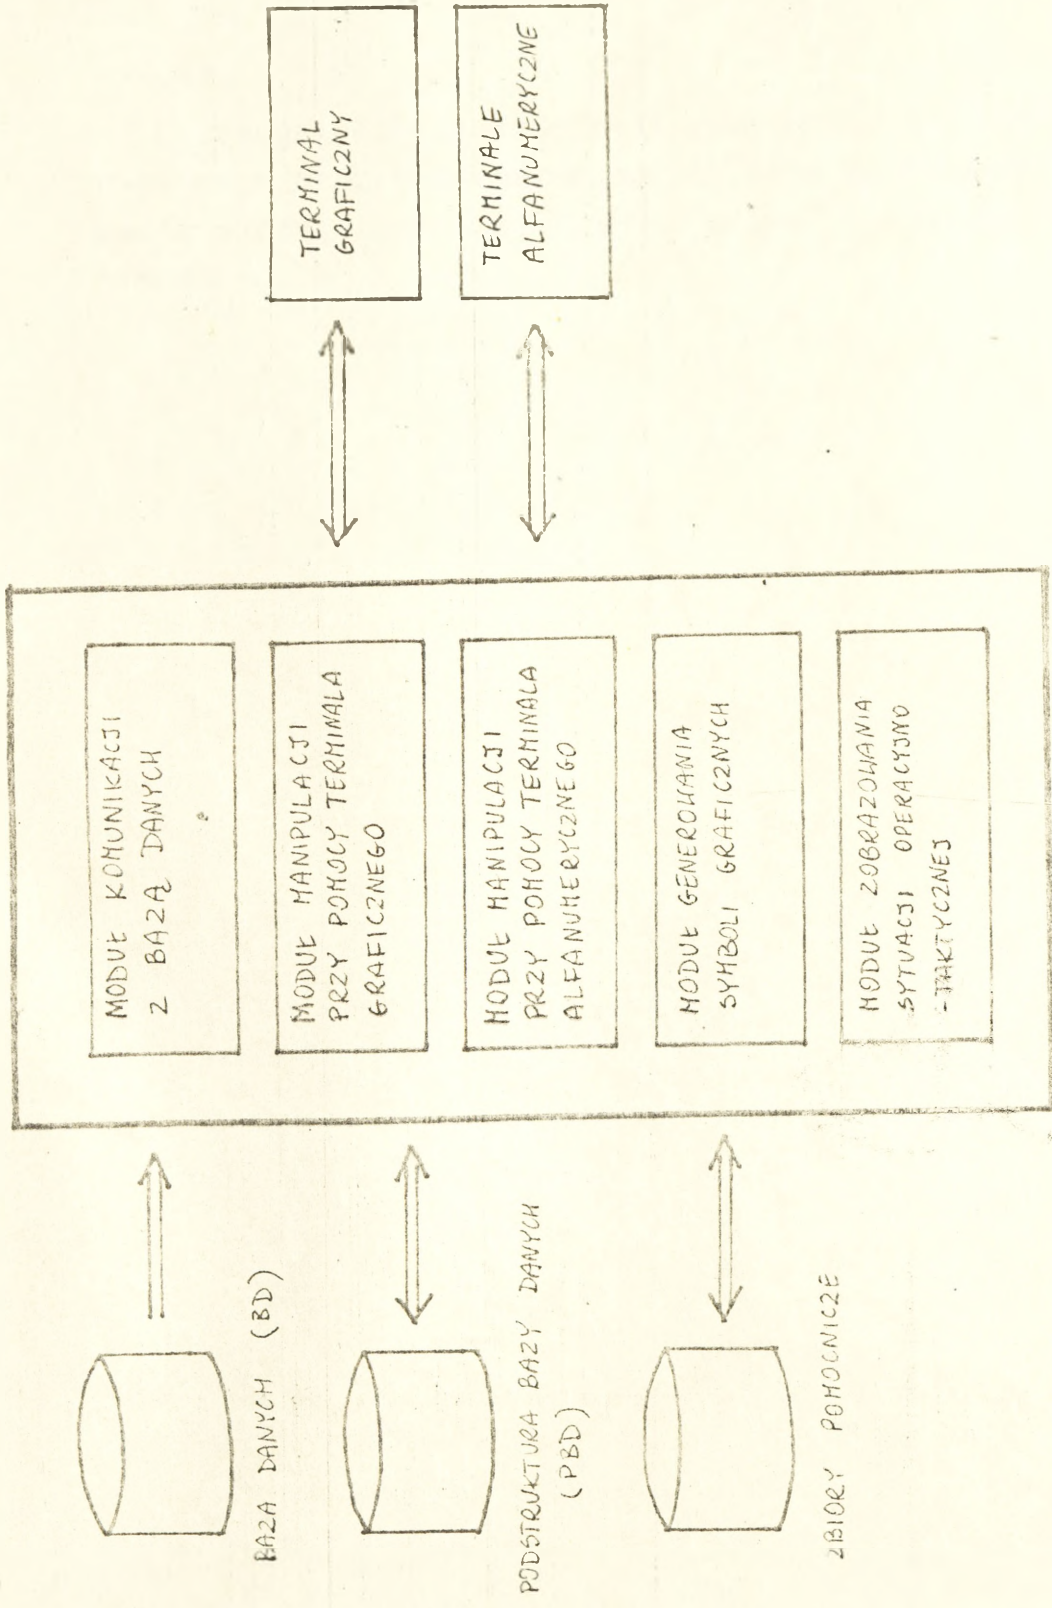 BAZA DANYCH (BD)
PODSTRUKTURA BAZY DANYCH
(PBD)
ZBIORY POMOCNICZE
MODUŁ KOMUNIKACJI
Z BAZĄ DANYCH
MODUŁ MANIPULACJI
PRZY POMOCY TERMINALA
GRAFICZNEGO
MODUŁ MANIPULACJI
PRZY POMOCY TERMINALA
ALFANUMERYCZNEGO
MODUŁ GENEROWANIA
SYMBOLI GRAFICZNYCH
MODUŁ ZOBRAZOWANIA
SYTUACJI OPERACYJNO
-TAKTYCZNEJ
TERMINAL
GRAFICZNY
TERMINALE
ALFANUMERYCZNE